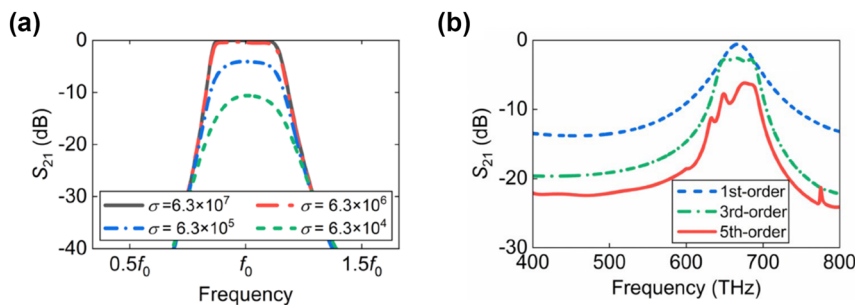 (a)
0
-10
-20
-30
-40
S₂₁ (dB)
σ =6.3×10⁷
σ = 6.3×10⁶
σ = 6.3×10⁵
σ = 6.3×10⁴
0.5f₀
f₀
1.5f₀
Frequency
(b)
0
-10
-20
-30
S₂₁ (dB)
1st-order
3rd-order
5th-order
400
500
600
700
800
Frequency (THz)